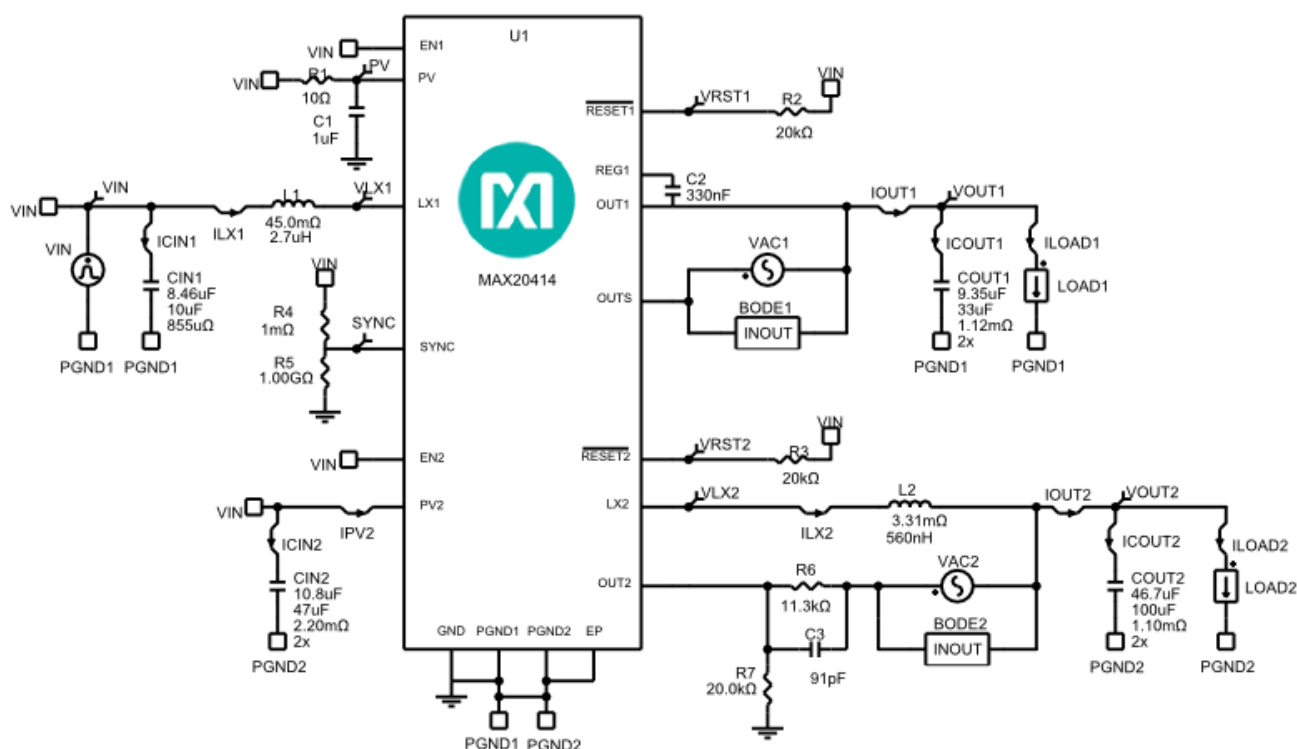 U1
VIN
EN1
VIN
R1
10Ω
PV
PV
C1
1uF
RESET1
VRST1
R2
20kΩ
VIN
REG1
C2
330nF
OUT1
IOUT1
VOUT1
VIN
VIN
ILX1
L1
45.0mΩ
2.7uH
VLX1
LX1
VIN
ICIN1
CIN1
8.46uF
10uF
855uΩ
PGND1
PGND1
MAX20414
VAC1
OUTS
BODE1
INOUT
ICOUT1
COUT1
9.35uF
33uF
1.12mΩ
2x
PGND1
ILOAD1
LOAD1
PGND1
VIN
R4
1mΩ
SYNC
SYNC
R5
1.00GΩ
VIN
EN2
RESET2
VRST2
R3
20kΩ
VIN
VIN
IPV2
PV2
ICIN2
CIN2
10.8uF
47uF
2.20mΩ
2x
PGND2
LX2
VLX2
ILX2
L2
3.31mΩ
560nH
IOUT2
VOUT2
OUT2
R6
11.3kΩ
C3
91pF
R7
20.0kΩ
VAC2
BODE2
INOUT
ICOUT2
COUT2
46.7uF
100uF
1.10mΩ
2x
PGND2
ILOAD2
LOAD2
PGND2
GND
PGND1
PGND2
EP
PGND1
PGND2